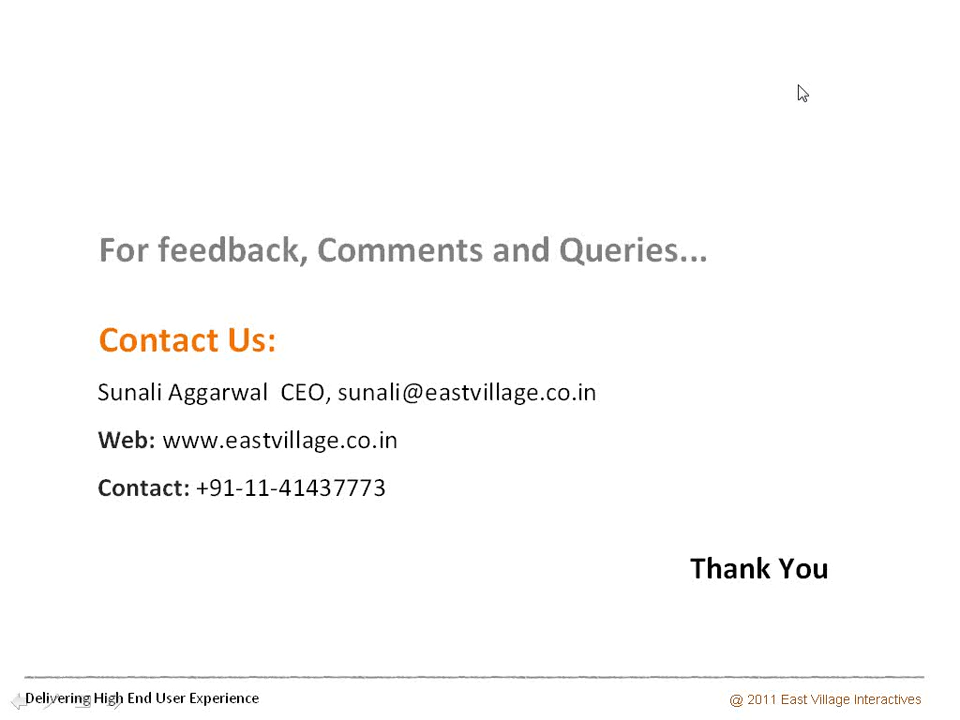 For feedback, Comments and Queries...
Contact Us:
Sunali Aggarwal  CEO, sunali@eastvillage.co.in
Web: www.eastvillage.co.in
Contact: +91-11-41437773
Thank You
Delivering High End User Experience
@ 2011 East Village Interactives